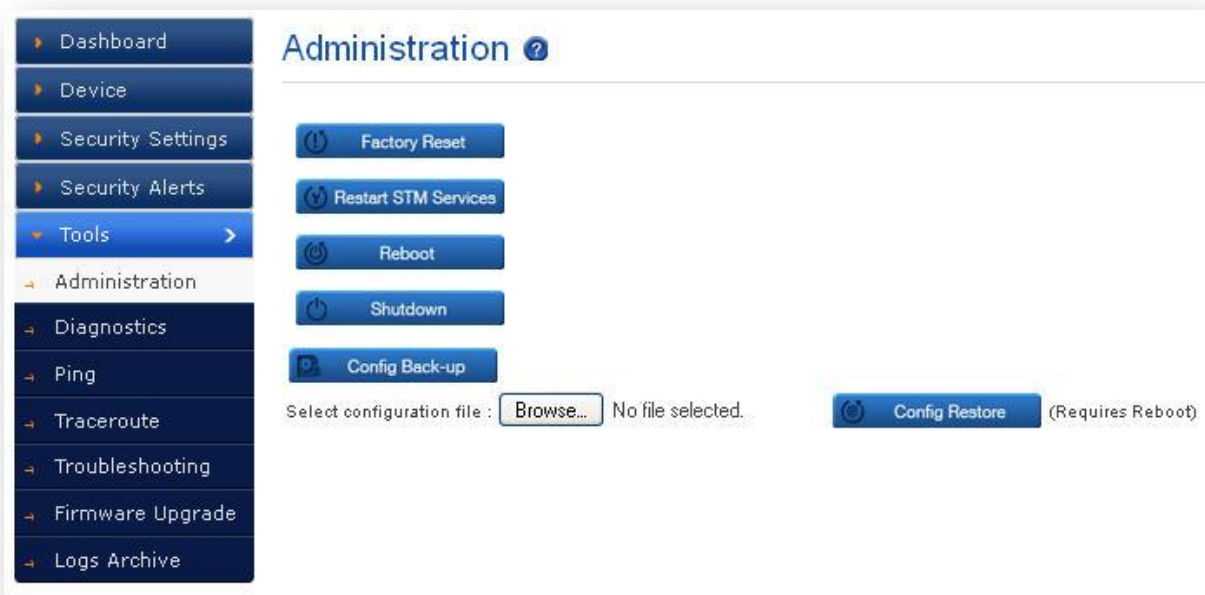 Dashboard
Device
Security Settings
Security Alerts
Tools
Administration
Diagnostics
Ping
Traceroute
Troubleshooting
Firmware Upgrade
Logs Archive
Administration ?
Factory Reset
Restart STM Services
Reboot
Shutdown
Config Back-up
Select configuration file : Browse... No file selected. Config Restore (Requires Reboot)